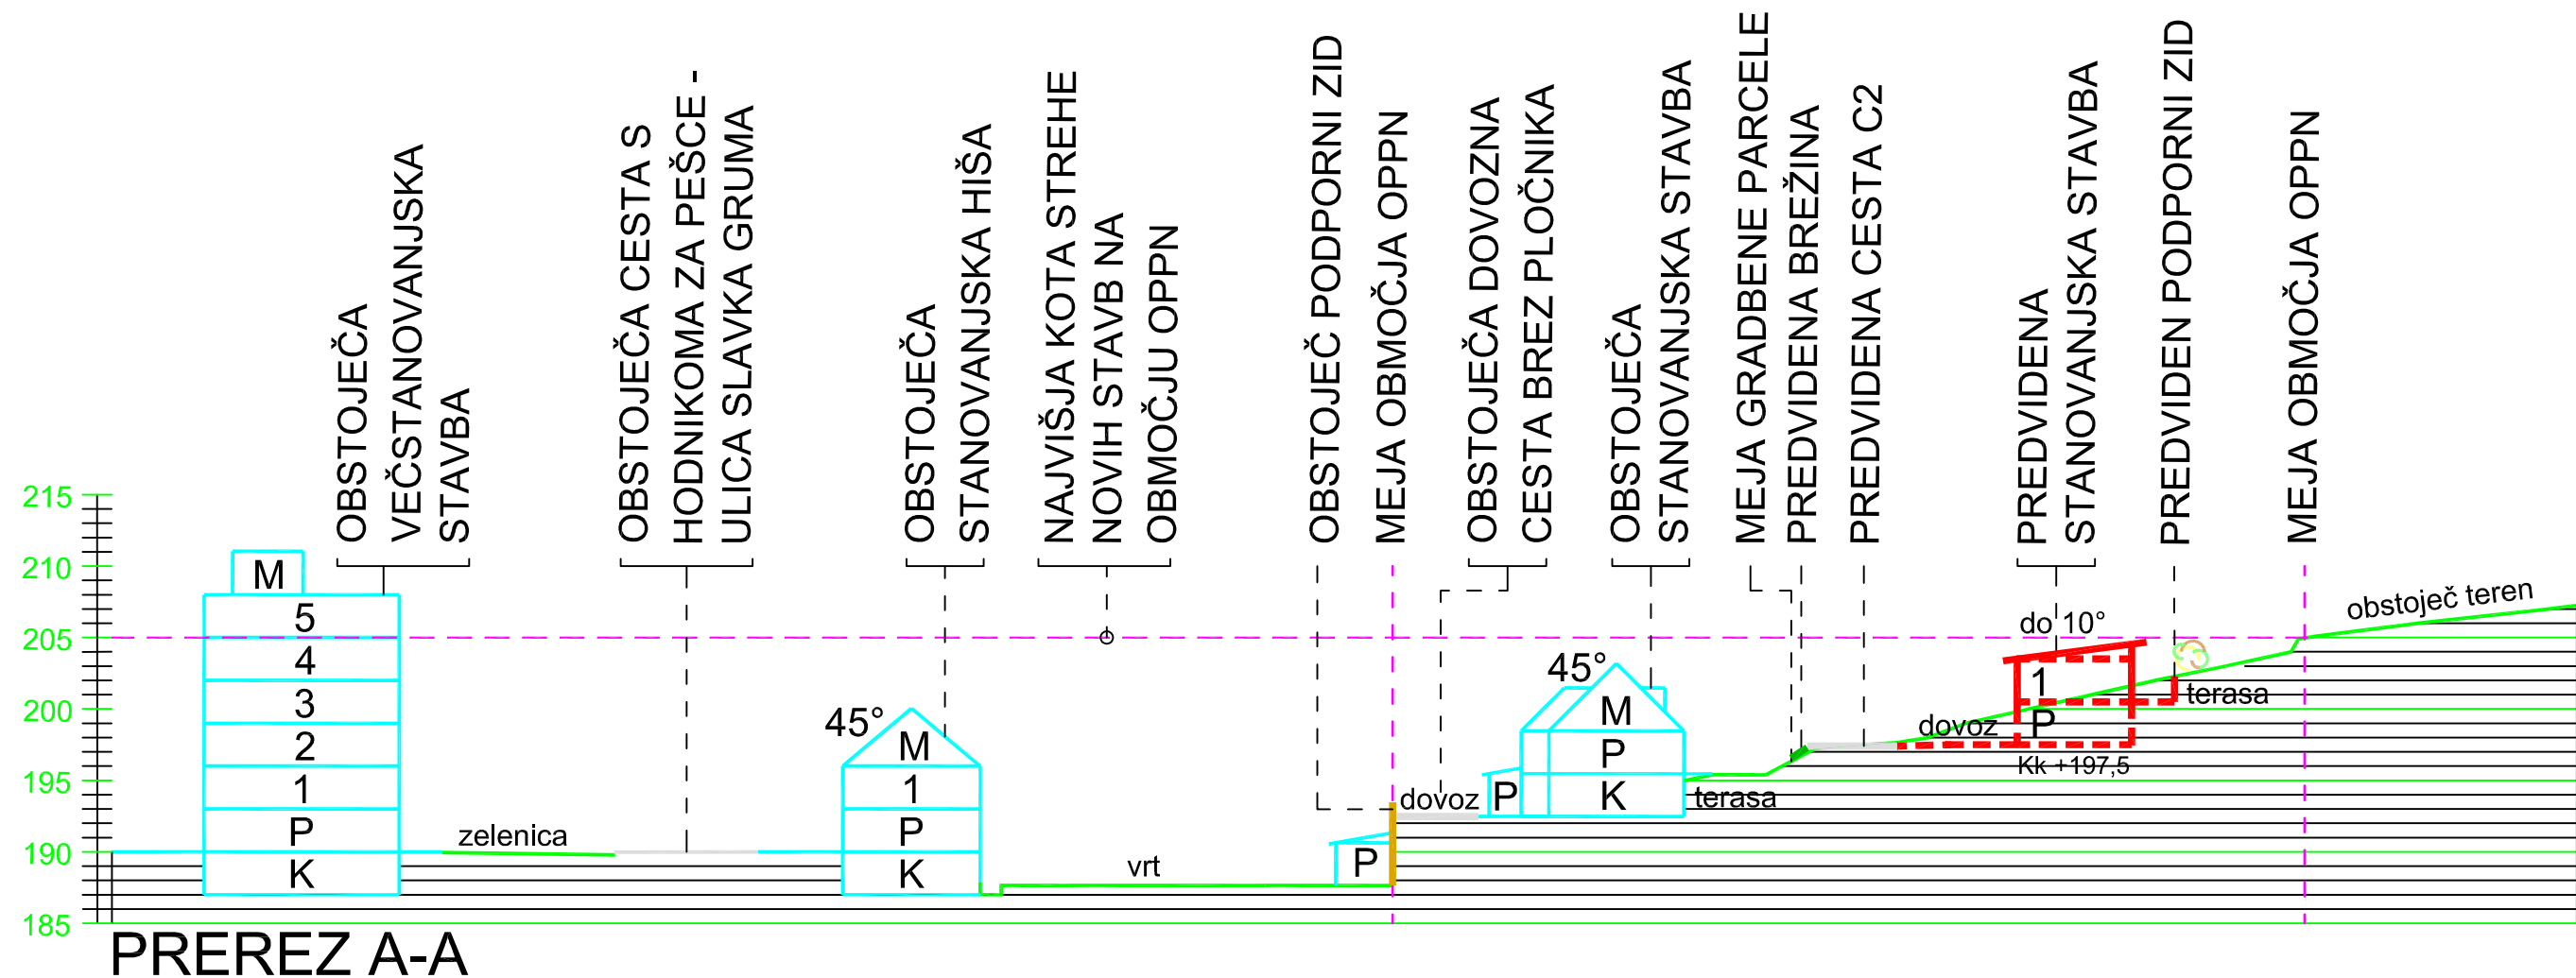 OBSTOJEČA
VEČSTANOVANJSKA
STAVBA
OBSTOJEČA CESTA S
HODNIKOMA ZA PEŠCE -
ULICA SLAVKA GRUMA
OBSTOJEČA
STANOVANJSKA HIŠA
NAJVIŠJA KOTA STREHE
NOVIH STAVB NA
OBMOČJU OPPN
OBSTOJEČ PODPORNI ZID
MEJA OBMOČJA OPPN
OBSTOJEČA DOVOZNA
CESTA BREZ PLOČNIKA
OBSTOJEČA
STANOVANJSKA STAVBA
MEJA GRADBENE PARCELE
PREDVIDENA BREŽINA
PREDVIDENA CESTA C2
PREDVIDENA
STANOVANJSKA STAVBA
PREDVIDEN PODPORNI ZID
MEJA OBMOČJA OPPN
215
210
205
200
195
190
185
M
5
4
3
2
1
P
K
zelenica
45°
M
1
P
K
vrt
P
dovoz
P
45°
M
P
K
terasa
dovoz
do 10°
1
P
Kk +197,5
terasa
obstoječ teren
PREREZ A-A